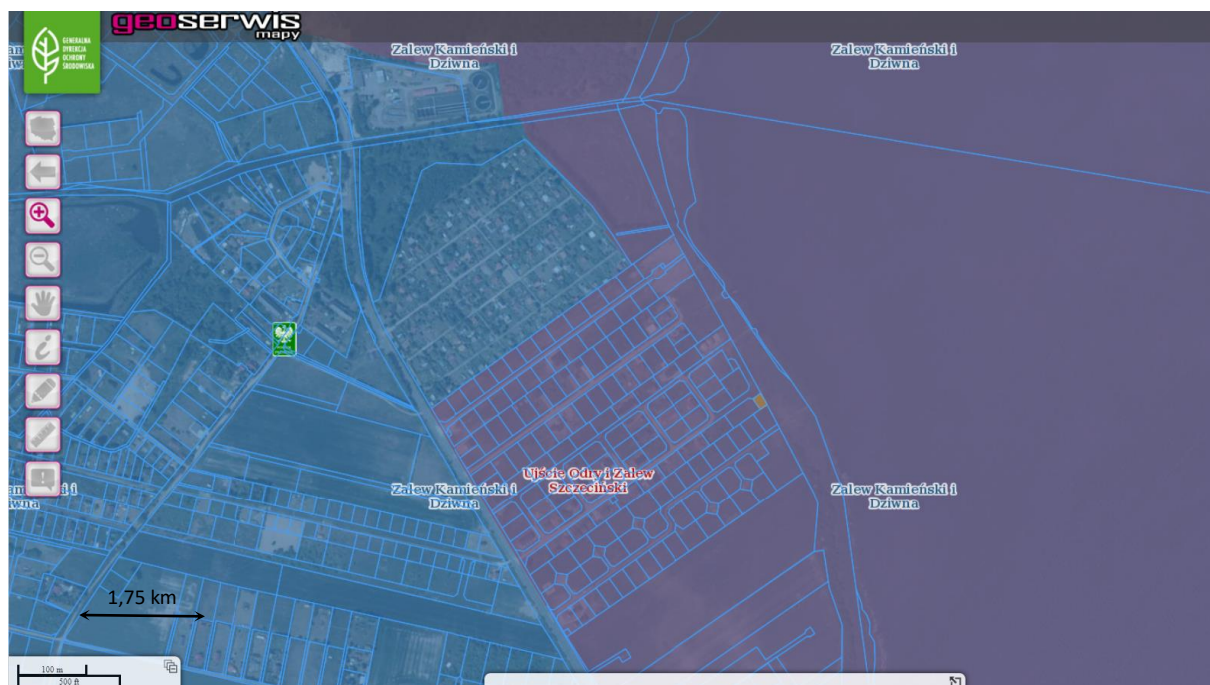 geoserwis
mapy
GENERALNA
DYREKCJA
OCHRONY
ŚRODOWISKA
Zalew Kamieński i
Dziwna
Zalew Kamieński i
Dziwna
Ujście Odry i Zalew
Szczeciński
Zalew Kamieński i
Dziwna
Zalew Kamieński i
Dziwna
1,75 km
100 m
500 ft